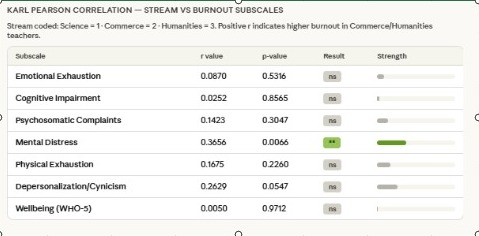 KARL PEARSON CORRELATION — STREAM VS BURNOUT SUBSCALES
Stream coded: Science = 1 · Commerce = 2 · Humanities = 3. Positive r indicates higher burnout in Commerce/Humanities
teachers.
Subscale r value p-value Result Strength
Emotional Exhaustion 0.0870 0.5316 ns
Cognitive Impairment 0.0252 0.8565 ns
Psychosomatic Complaints 0.1423 0.3047 ns
Mental Distress 0.3656 0.0066 **
Physical Exhaustion 0.1675 0.2260 ns
Depersonalization/Cynicism 0.2629 0.0547 ns
Wellbeing (WHO-5) 0.0050 0.9712 ns